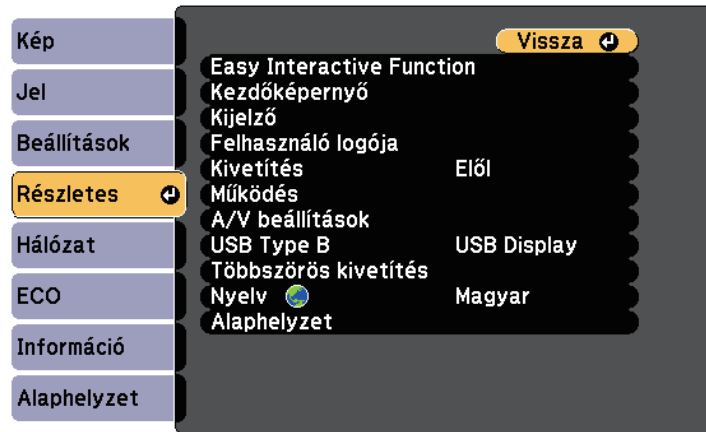 Kép
Jel
Beállítások
Részletes
Hálózat
ECO
Információ
Alaphelyzet
Vissza
Easy Interactive Function
Kezdőképernyő
Kijelző
Felhasználó logója
Kivetítés Elől
Működés
A/V beállítások
USB Type B USB Display
Többszörös kivetítés
Nyelv Magyar
Alaphelyzet